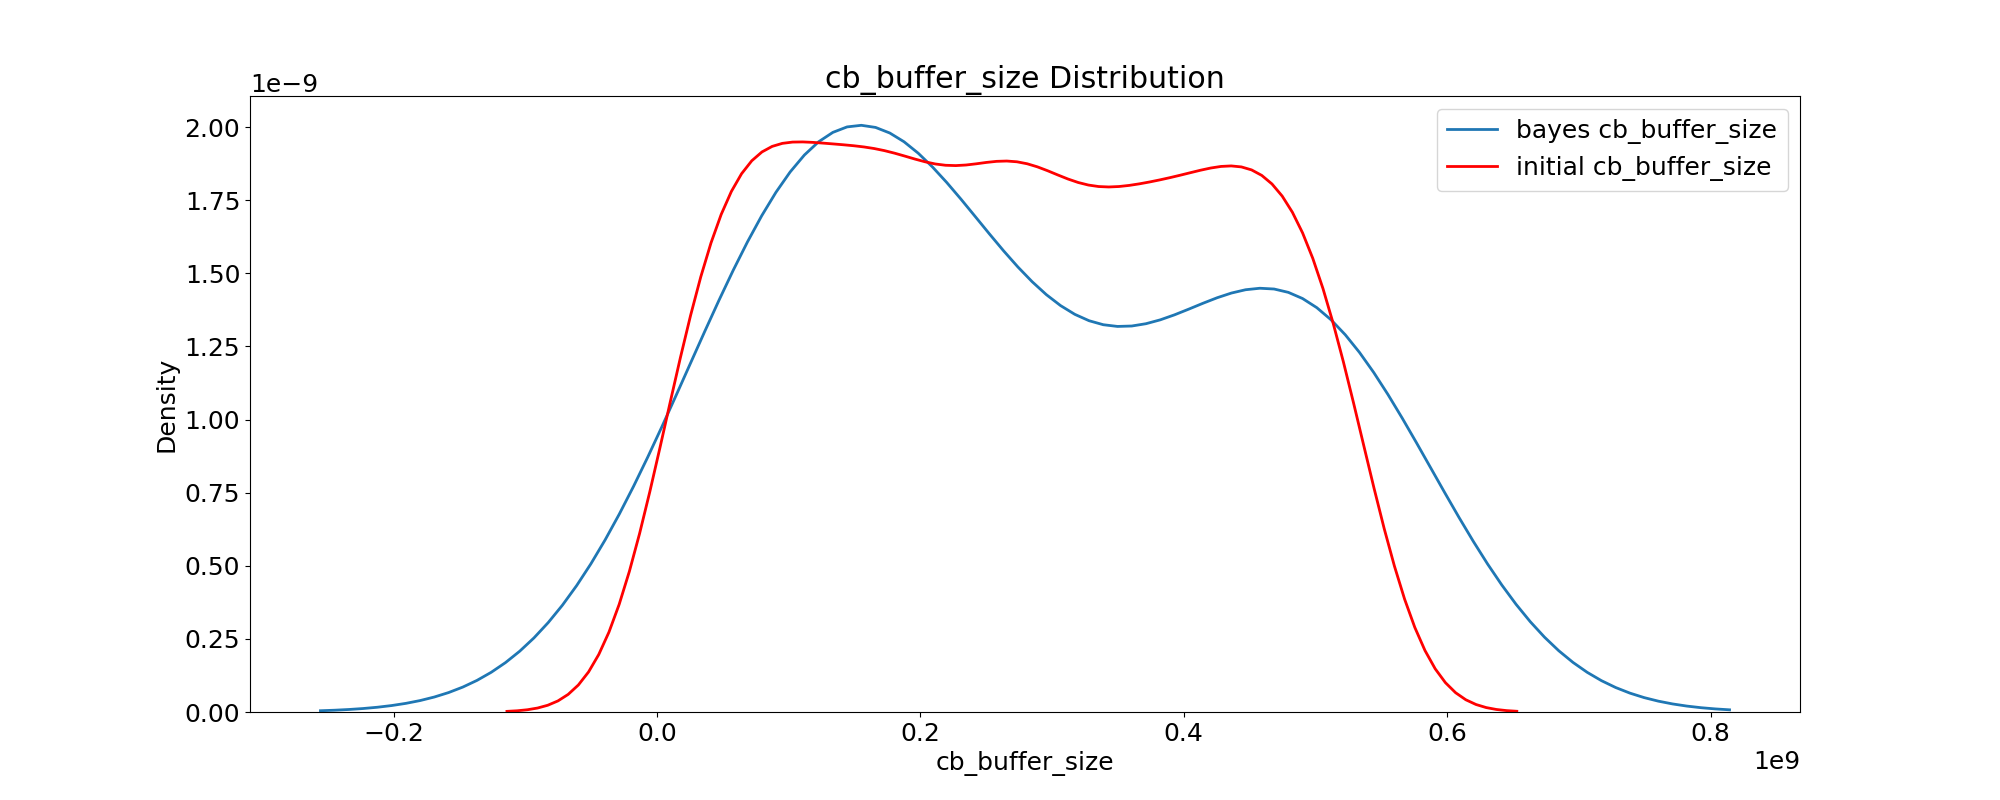 cb_buffer_size Distribution
1e−9
bayes cb_buffer_size
initial cb_buffer_size
2.00
1.75
1.50
1.25
1.00
0.75
0.50
0.25
0.00
Density
−0.2
0.0
0.2
0.4
0.6
0.8
cb_buffer_size
1e9